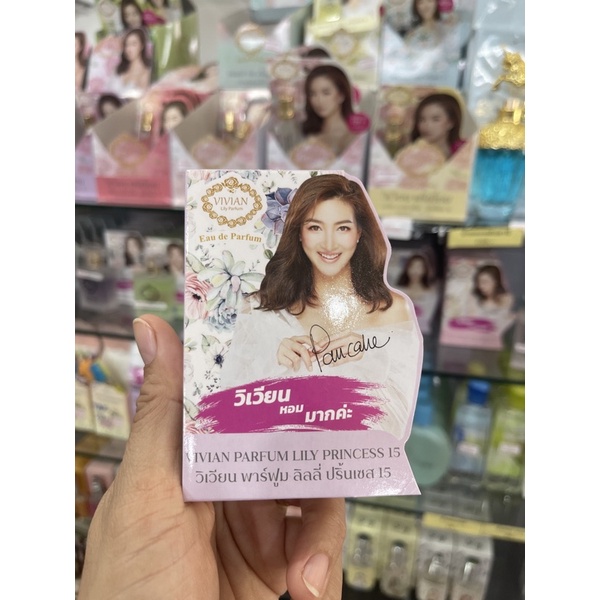 VIVIAN
Lily Parfum
Eau de Parfum
Pancake
วิเวียน
หอม
มากค่ะ
VIVIAN PARFUM LILY PRINCESS 15
วิเวียน พาร์ฟูม ลิลลี่ ปริ้นเซส 15